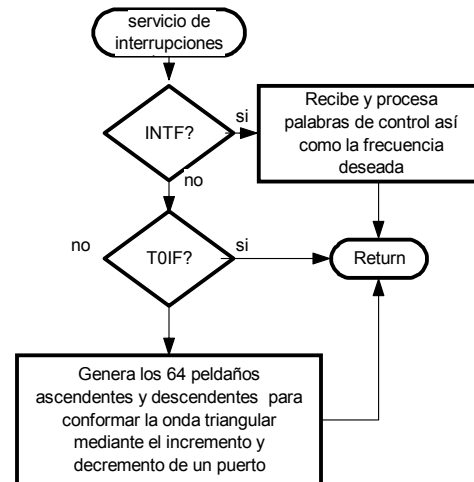 servicio de
interrupciones
INTF?
si
Recibe y procesa
palabras de control así
como la frecuencia
deseada
no
no
T0IF?
si
Return
Genera los 64 peldaños
ascendentes y descendentes para
conformar la onda triangular
mediante el incremento y
decremento de un puerto